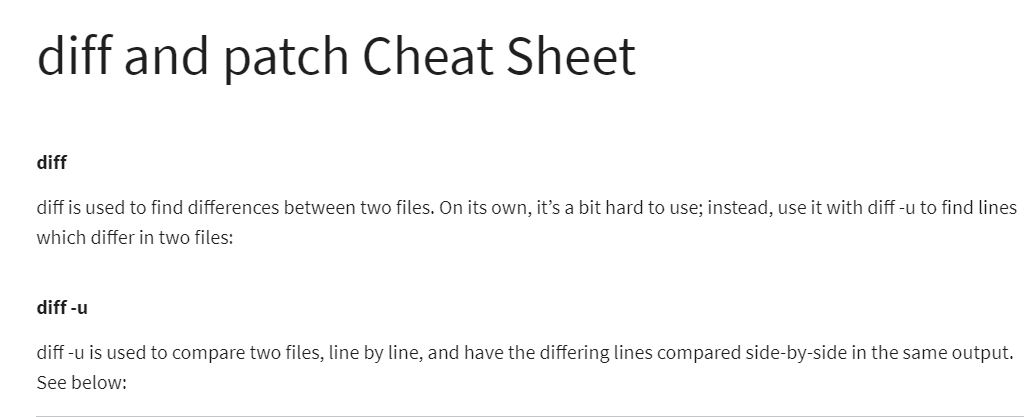 diff and patch Cheat Sheet
diff
diff is used to find differences between two files. On its own, it’s a bit hard to use; instead, use it with diff -u to find lines
which differ in two files:
diff -u
diff -u is used to compare two files, line by line, and have the differing lines compared side-by-side in the same output.
See below: